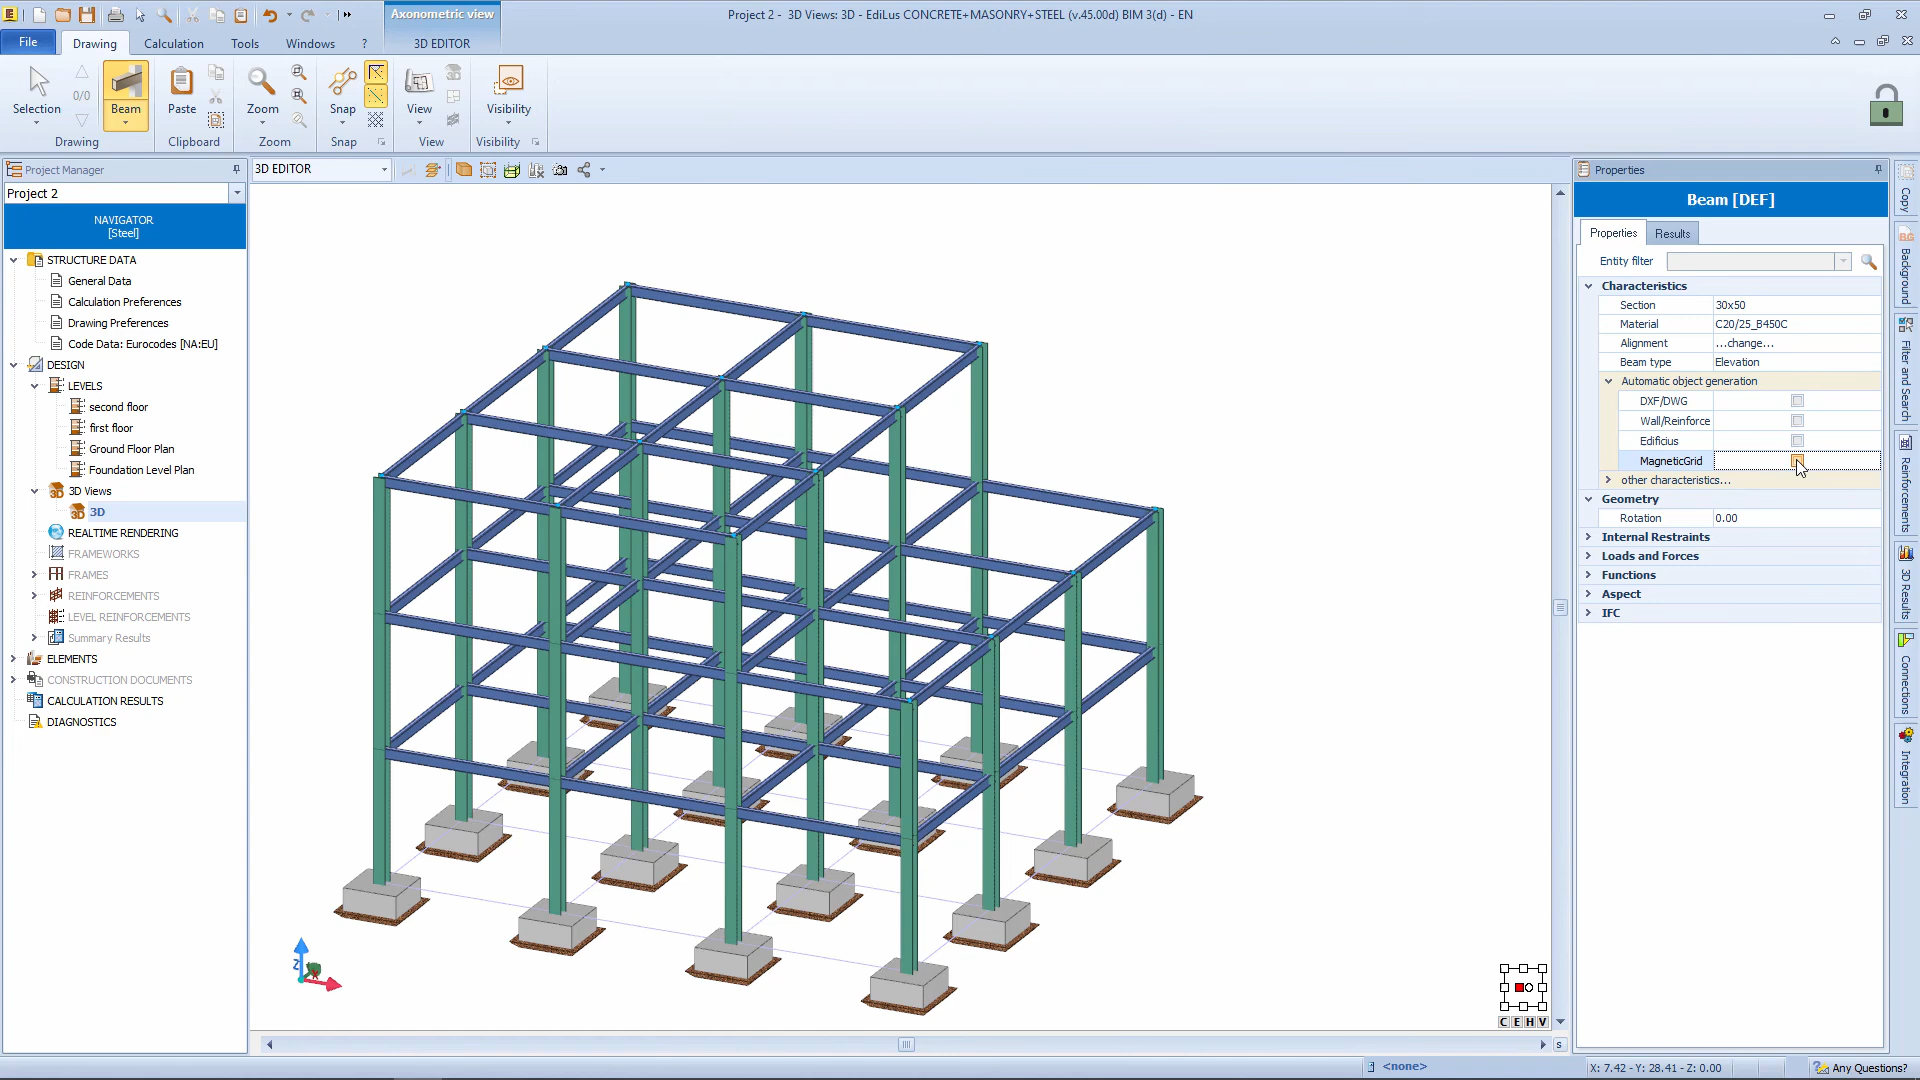 Axonometric view
Project 2 - 3D Views: 3D - EdiLus CONCRETE+MASONRY+STEEL (v.45.00d) BIM 3(d) - EN
File
Drawing
Calculation
Tools
Windows
?
3D EDITOR
Selection
0/0
Beam
Paste
Zoom
Snap
View
Visibility
Drawing
Clipboard
Zoom
Snap
View
Visibility
Project Manager
Project 2
NAVIGATOR
[Steel]
STRUCTURE DATA
General Data
Calculation Preferences
Drawing Preferences
Code Data: Eurocodes [NA:EU]
DESIGN
LEVELS
second floor
first floor
Ground Floor Plan
Foundation Level Plan
3D Views
3D
REALTIME RENDERING
FRAMEWORKS
FRAMES
REINFORCEMENTS
LEVEL REINFORCEMENTS
Summary Results
ELEMENTS
CONSTRUCTION DOCUMENTS
CALCULATION RESULTS
DIAGNOSTICS
3D EDITOR
Z
C E H V
S
Properties
Beam [DEF]
Properties
Results
Entity filter
Characteristics
Section 30x50
Material C20/25_B450C
Alignment ...change...
Beam type Elevation
Automatic object generation
DXF/DWG
Wall/Reinforce
Edificius
MagneticGrid
other characteristics...
Geometry
Rotation 0.00
Internal Restraints
Loads and Forces
Functions
Aspect
IFC
Copy
Background
Filter and Search
Reinforcements
3D Results
Connections
Integration
<none>
X: 7.42 - Y: 28.41 - Z: 0.00
Any Questions?